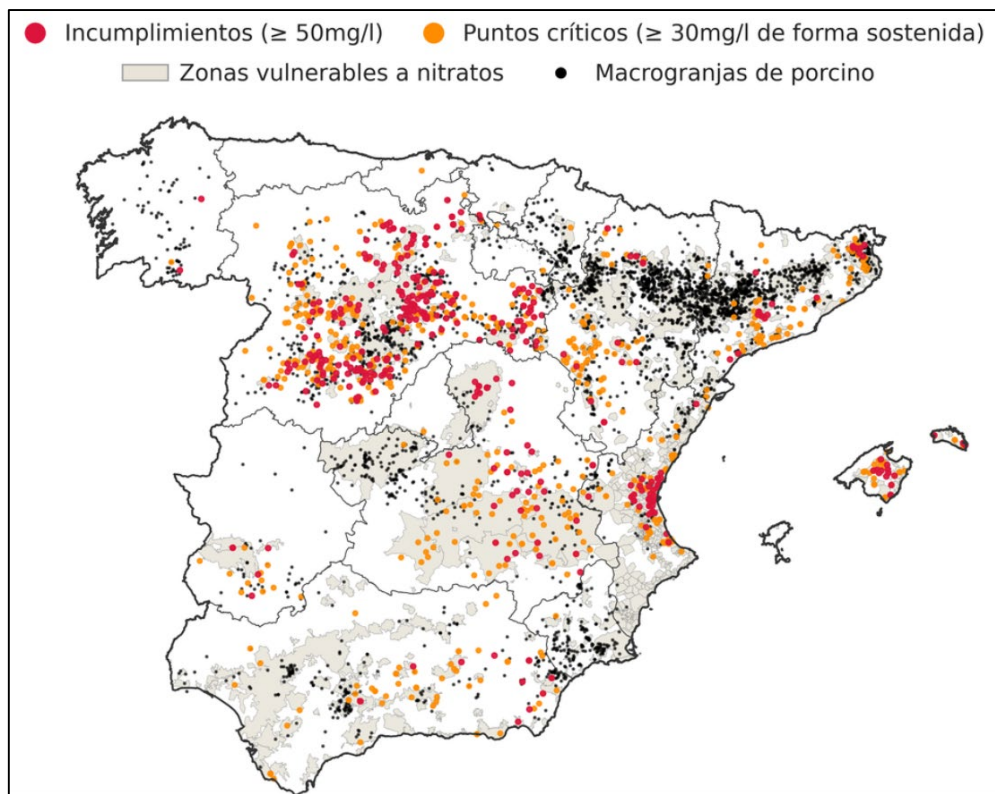 Incumplimientos (≥ 50mg/l) Puntos críticos (≥ 30mg/l de forma sostenida)
Zonas vulnerables a nitratos Macrogranjas de porcino